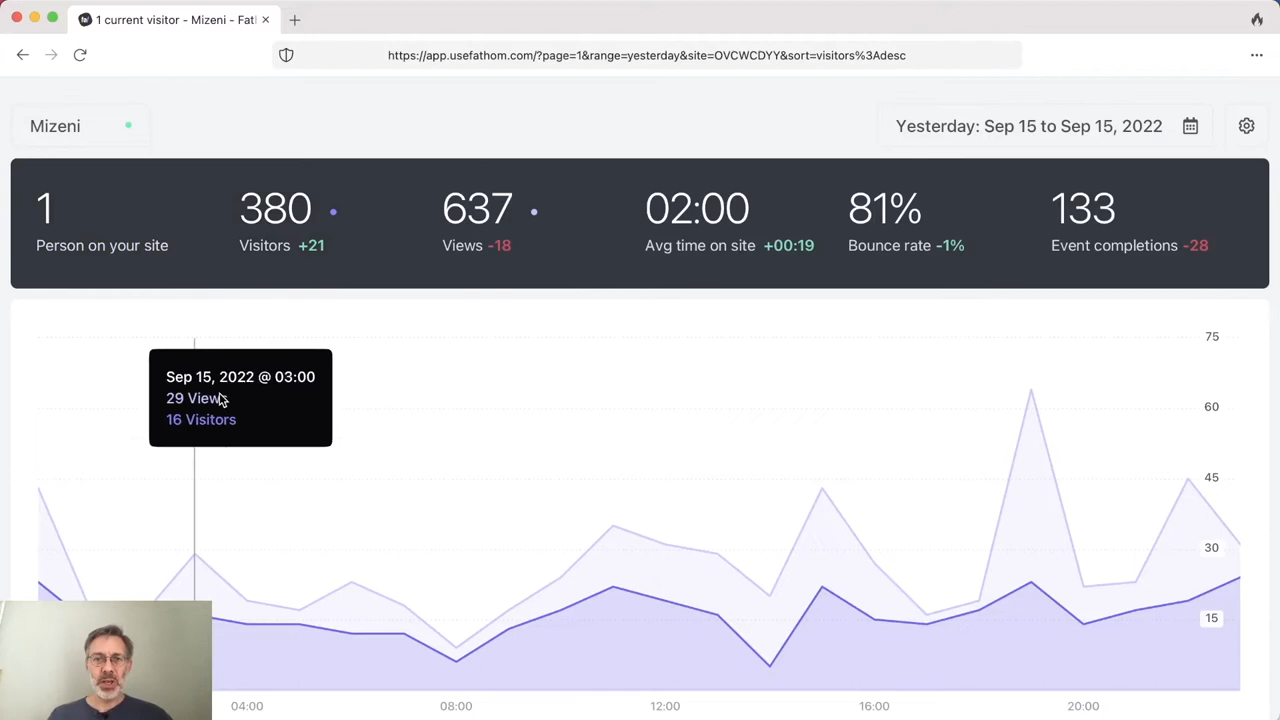 1 current visitor - Mizeni - Fat
https://app.usefathom.com/?page=1&range=yesterday&site=OVCWCDYY&sort=visitors%3Adesc
Mizeni
Yesterday: Sep 15 to Sep 15, 2022
1
Person on your site
380
Visitors +21
637
Views -18
02:00
Avg time on site +00:19
81%
Bounce rate -1%
133
Event completions -28
Sep 15, 2022 @ 03:00
29 Views
16 Visitors
75
60
45
30
15
04:00
08:00
12:00
16:00
20:00